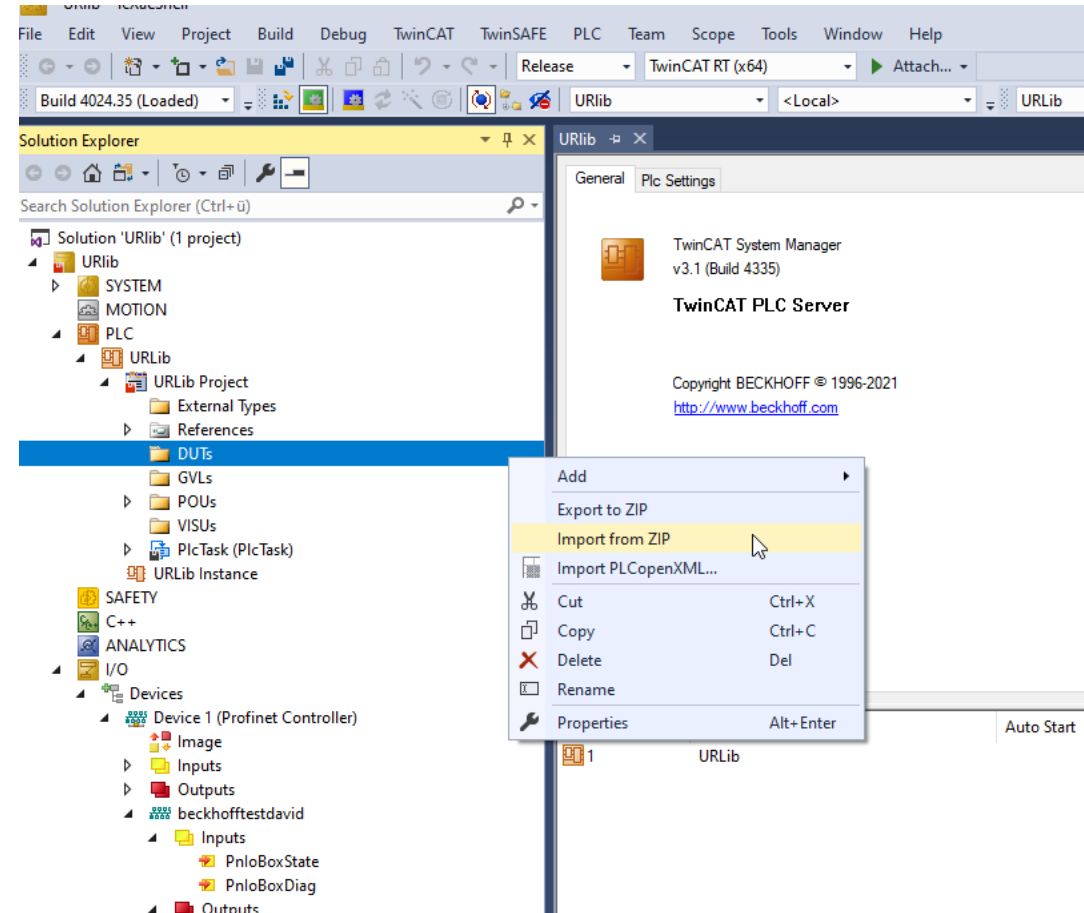 File Edit View Project Build Debug TwinCAT TwinSAFE PLC Team Scope Tools Window Help
Release TwinCAT RT (x64) Attach...
Build 4024.35 (Loaded) URlib <Local> URLib
Solution Explorer
Search Solution Explorer (Ctrl+ü)
Solution 'URlib' (1 project)
URlib
SYSTEM
MOTION
PLC
URLib
URLib Project
External Types
References
DUTs
GVLs
POUs
VISUs
PlcTask (PlcTask)
URLib Instance
SAFETY
C++
ANALYTICS
I/O
Devices
Device 1 (Profinet Controller)
Image
Inputs
Outputs
beckhofftestdavid
Inputs
PnIoBoxState
PnIoBoxDiag
Outputs
URlib
General Plc Settings
TwinCAT System Manager
v3.1 (Build 4335)
TwinCAT PLC Server
Copyright BECKHOFF © 1996-2021
http://www.beckhoff.com
Add
Export to ZIP
Import from ZIP
Import PLCopenXML...
Cut Ctrl+X
Copy Ctrl+C
Delete Del
Rename
Properties Alt+Enter
Auto Start
1 URLib